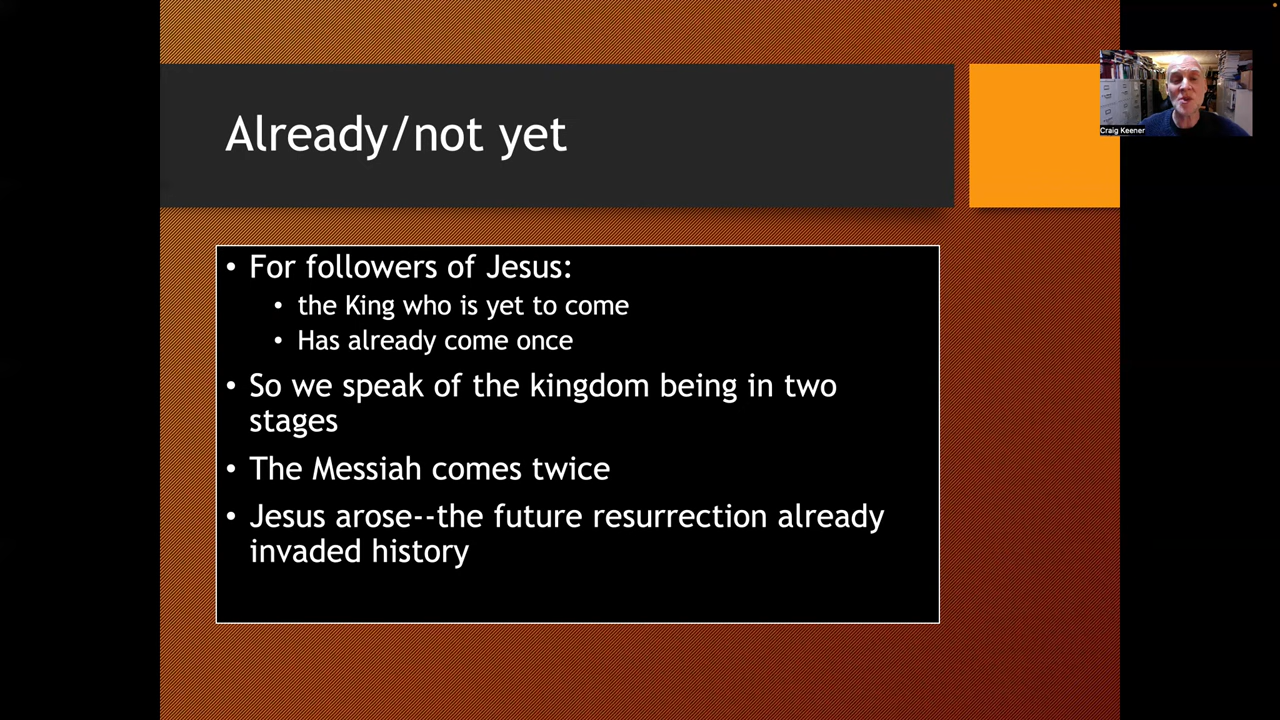 Already/not yet
Craig Keener
• For followers of Jesus:
• the King who is yet to come
• Has already come once
• So we speak of the kingdom being in two
stages
• The Messiah comes twice
• Jesus arose--the future resurrection already
invaded history